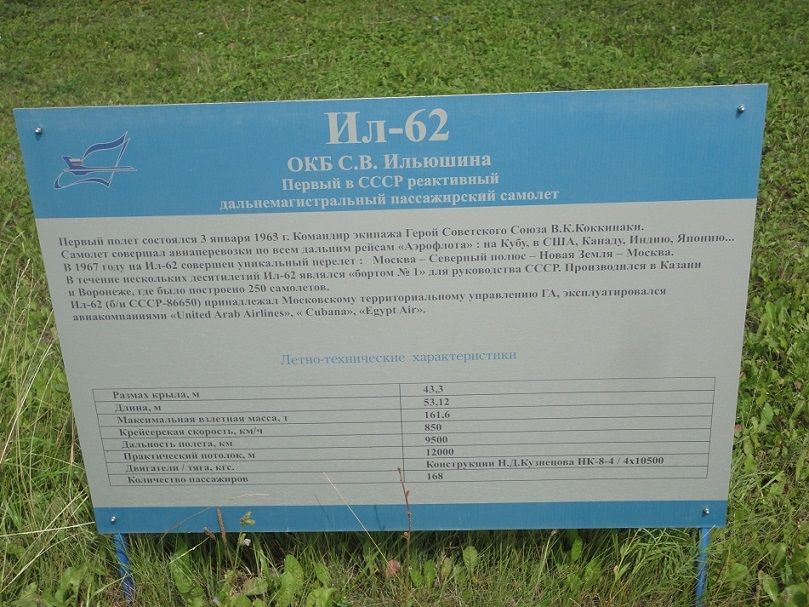 Ил-62
ОКБ С.В. Ильюшина
Первый в СССР реактивный
дальнемагистральный пассажирский самолет
Первый полет состоялся 3 января 1963 г. Командир экипажа Герой Советского Союза В.К.Коккинаки.
Самолет совершал авиаперевозки по всем дальним рейсам «Аэрофлота» : на Кубу, в США, Канаду, Индию, Японию...
В 1967 году на Ил-62 совершен уникальный перелет : Москва – Северный полюс – Новая Земля – Москва.
В течение нескольких десятилетий Ил-62 являлся «бортом № 1» для руководства СССР. Производился в Казани
и Воронеже, где было построено 250 самолетов.
Ил-62 (б/н СССР-86650) принадлежал Московскому территориальному управлению ГА, эксплуатировался
авиакомпаниями «United Arab Airlines», « Cubana», «Egypt Air».
Летно-технические характеристики
Размах крыла, м 43,3
Длина, м 53,12
Максимальная взлетная масса, т 161,6
Крейсерская скорость, км/ч 850
Дальность полета, км 9500
Практический потолок, м 12000
Двигатели / тяга, кгс. Конструкции Н.Д.Кузнецова НК-8-4 / 4х10500
Количество пассажиров 168